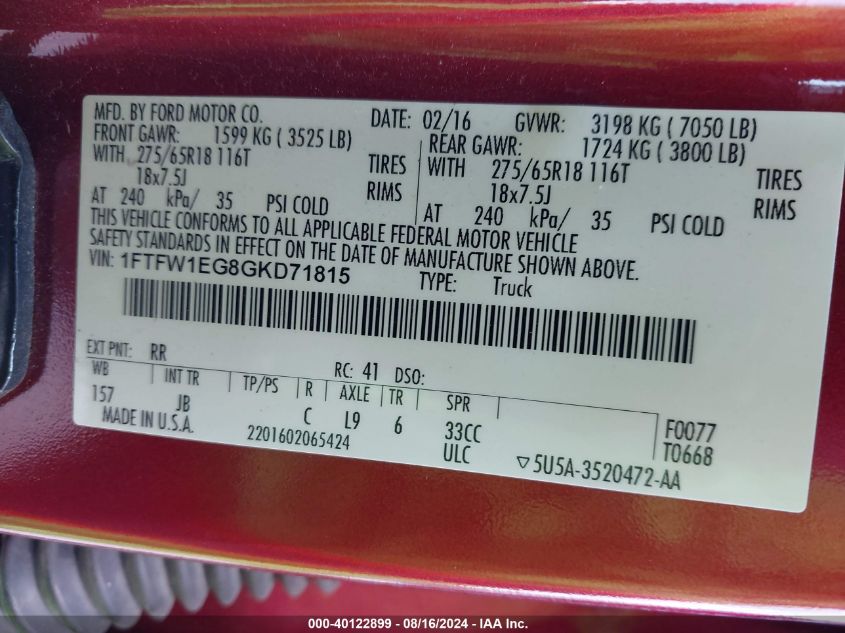 MFD. BY FORD MOTOR CO. DATE: 02/16 GVWR: 3198 KG ( 7050 LB)
FRONT GAWR: 1599 KG ( 3525 LB) REAR GAWR: 1724 KG ( 3800 LB)
WITH 275/65R18 116T TIRES WITH 275/65R18 116T TIRES
18x7.5J RIMS 18x7.5J RIMS
AT 240 kPa/ 35 PSI COLD AT 240 kPa/ 35 PSI COLD
THIS VEHICLE CONFORMS TO ALL APPLICABLE FEDERAL MOTOR VEHICLE
SAFETY STANDARDS IN EFFECT ON THE DATE OF MANUFACTURE SHOWN ABOVE.
VIN: 1FTFW1EG8GKD71815 TYPE: Truck
EXT PNT: RR RC: 41 DSO:
WB INT TR TP/PS R AXLE TR SPR
157 JB C L9 6 33CC F0077
MADE IN U.S.A. 2201602065424 ULC T0668
▽5U5A-3520472-AA
000-40122899 - 08/16/2024 - IAA Inc.